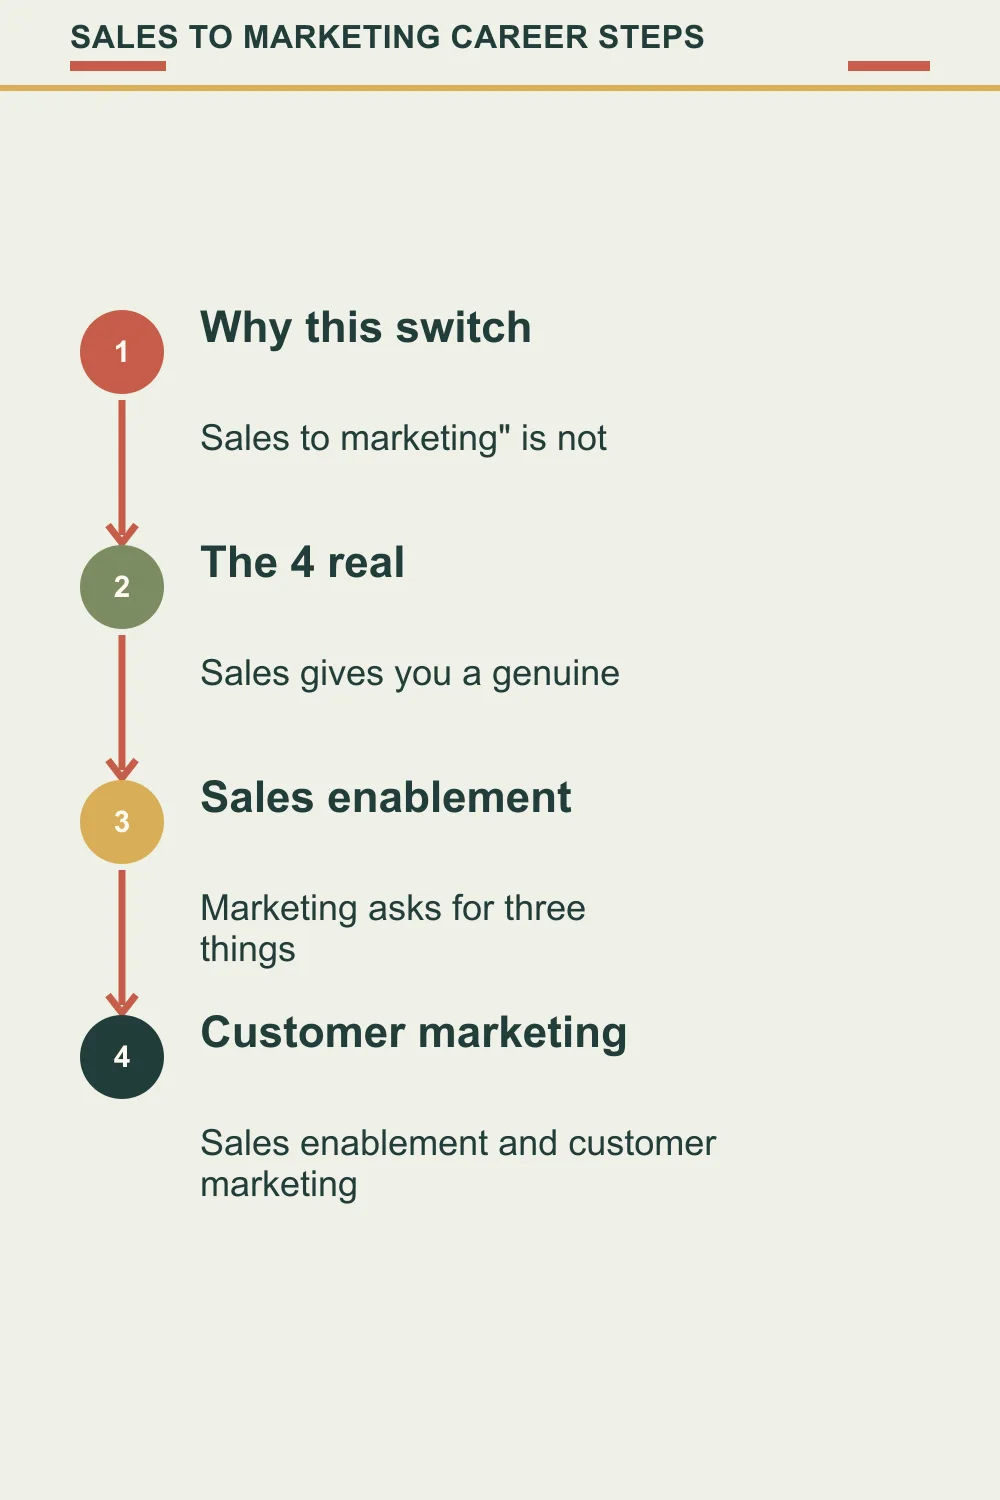 SALES TO MARKETING CAREER STEPS
1
Why this switch
Sales to marketing" is not
2
The 4 real
Sales gives you a genuine
3
Sales enablement
Marketing asks for three
things
4
Customer marketing
Sales enablement and customer
marketing